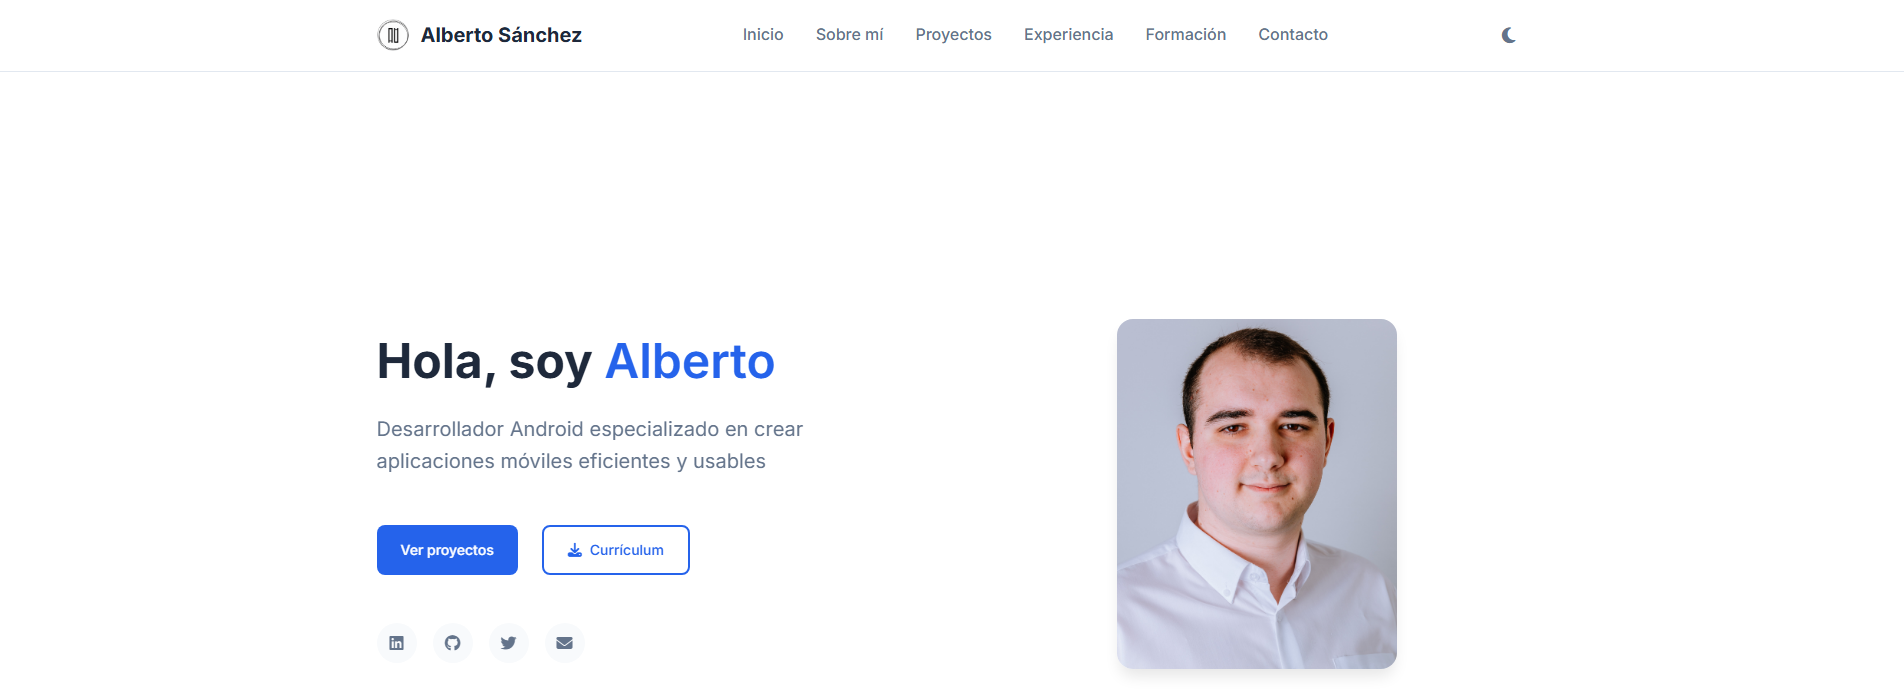 Alberto Sánchez
Inicio
Sobre mí
Proyectos
Experiencia
Formación
Contacto
Hola, soy Alberto
Desarrollador Android especializado en crear
aplicaciones móviles eficientes y usables
Ver proyectos
Currículum